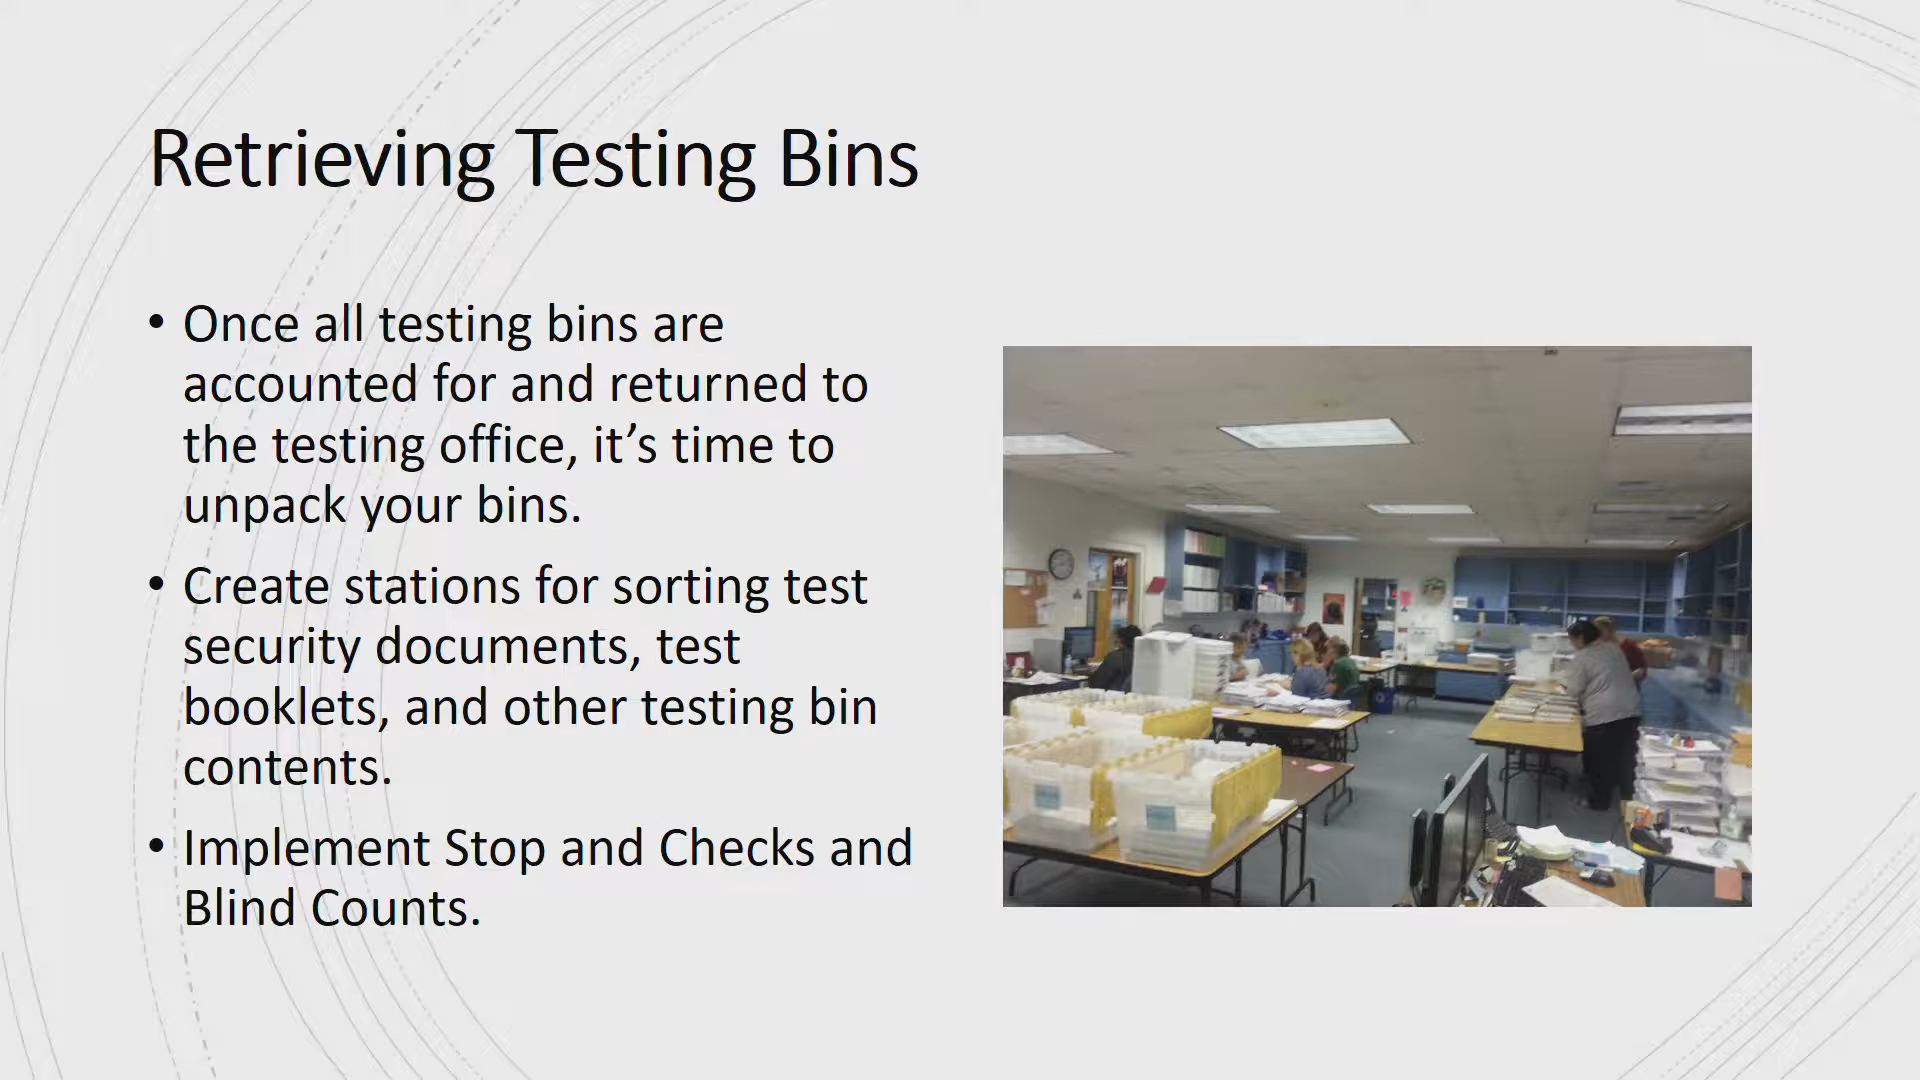 Retrieving Testing Bins
• Once all testing bins are
accounted for and returned to
the testing office, it’s time to
unpack your bins.
• Create stations for sorting test
security documents, test
booklets, and other testing bin
contents.
• Implement Stop and Checks and
Blind Counts.